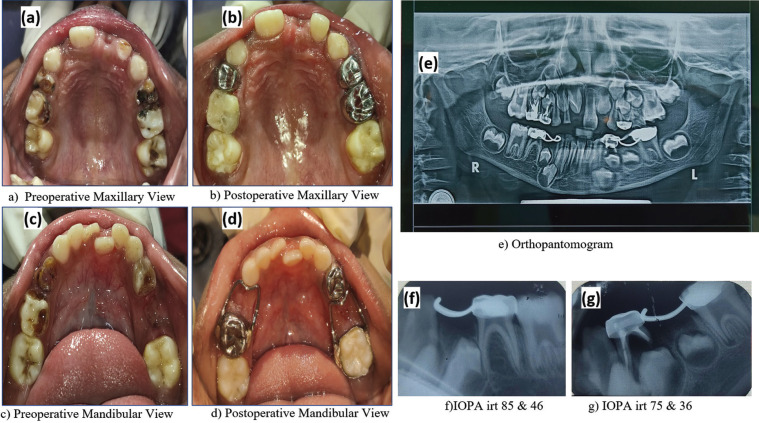 (a)
(b)
(e)
R
L
a) Preoperative Maxillary View
b) Postoperative Maxillary View
e) Orthopantomogram
(c)
(d)
(f)
(g)
c) Preoperative Mandibular View
d) Postoperative Mandibular View
f)IOPA irt 85 & 46
g) IOPA irt 75 & 36